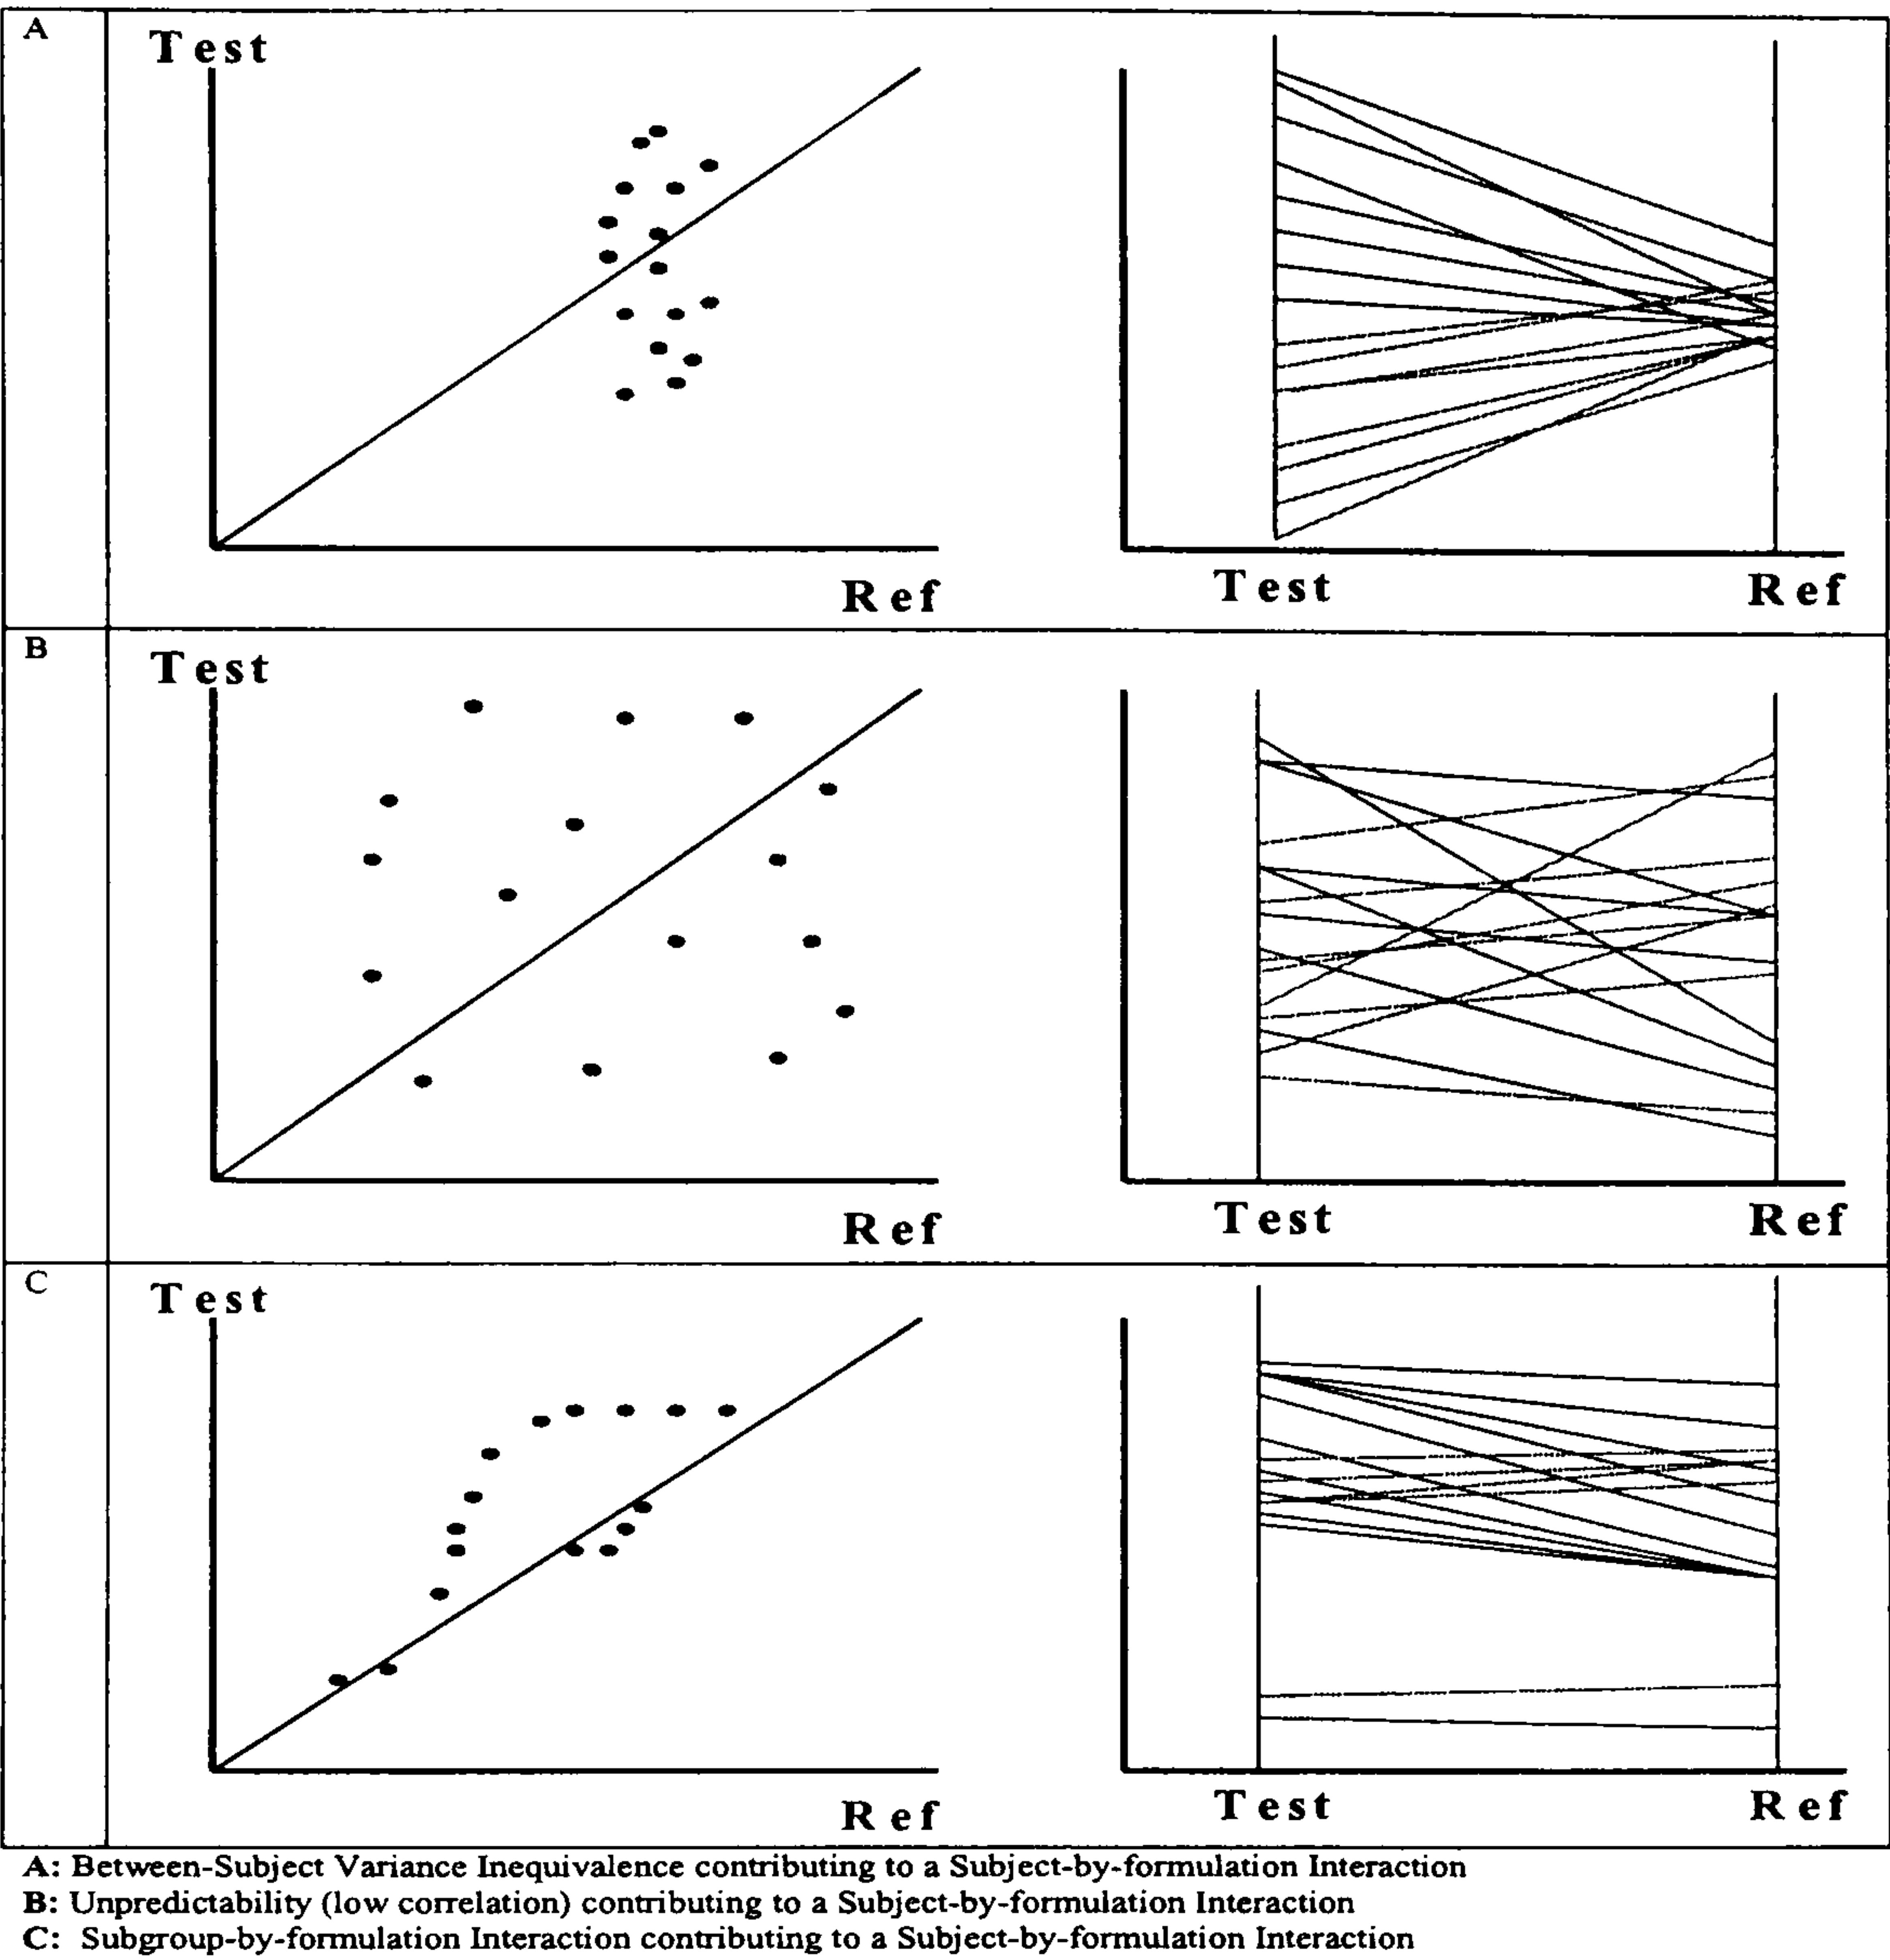 A
Test
Ref
Test Ref
B
Test
Ref
Test Ref
C
Test
Ref
Test Ref
A: Between-Subject Variance Inequivalence contributing to a Subject-by-formulation Interaction
B: Unpredictability (low correlation) contributing to a Subject-by-formulation Interaction
C: Subgroup-by-formulation Interaction contributing to a Subject-by-formulation Interaction